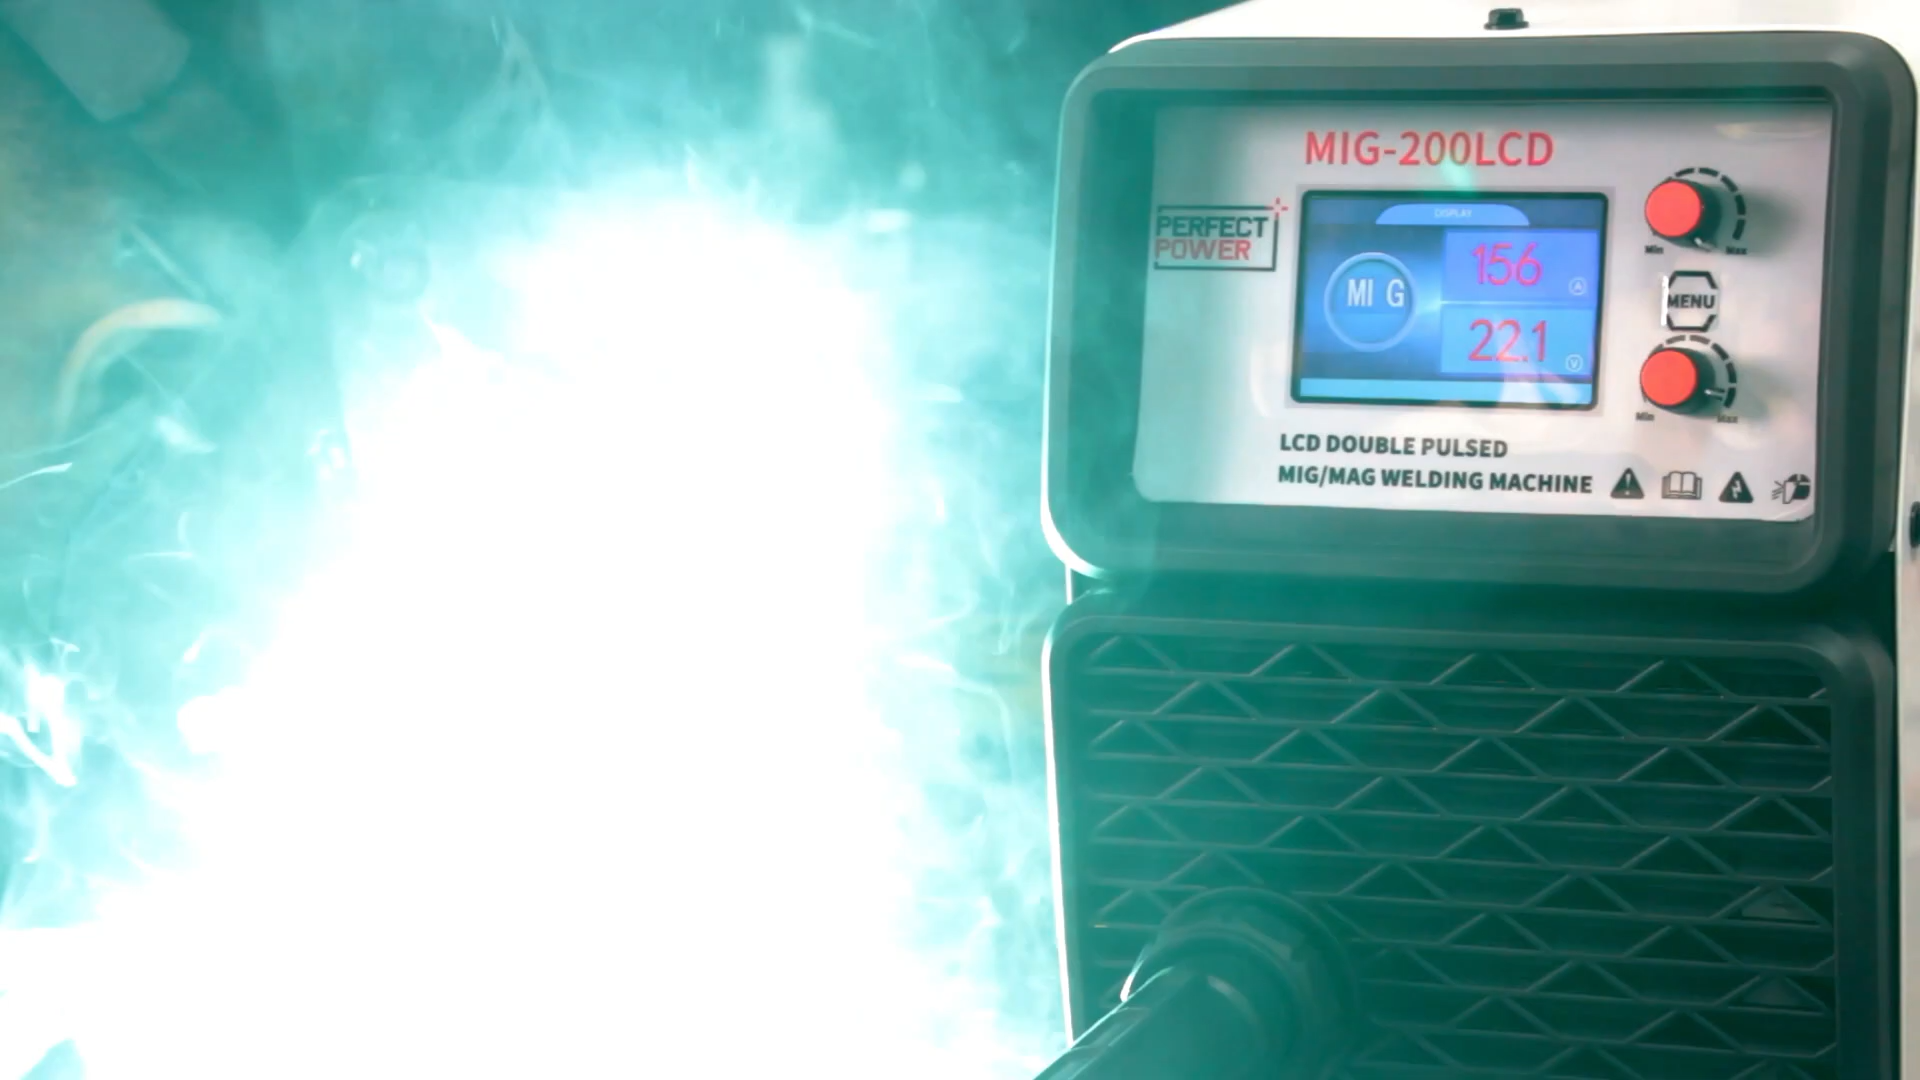 MIG-200LCD
PERFECT
POWER
DISPLAY
MI G
156
A
22.1
V
Min
Max
MENU
Min
Max
LCD DOUBLE PULSED
MIG/MAG WELDING MACHINE